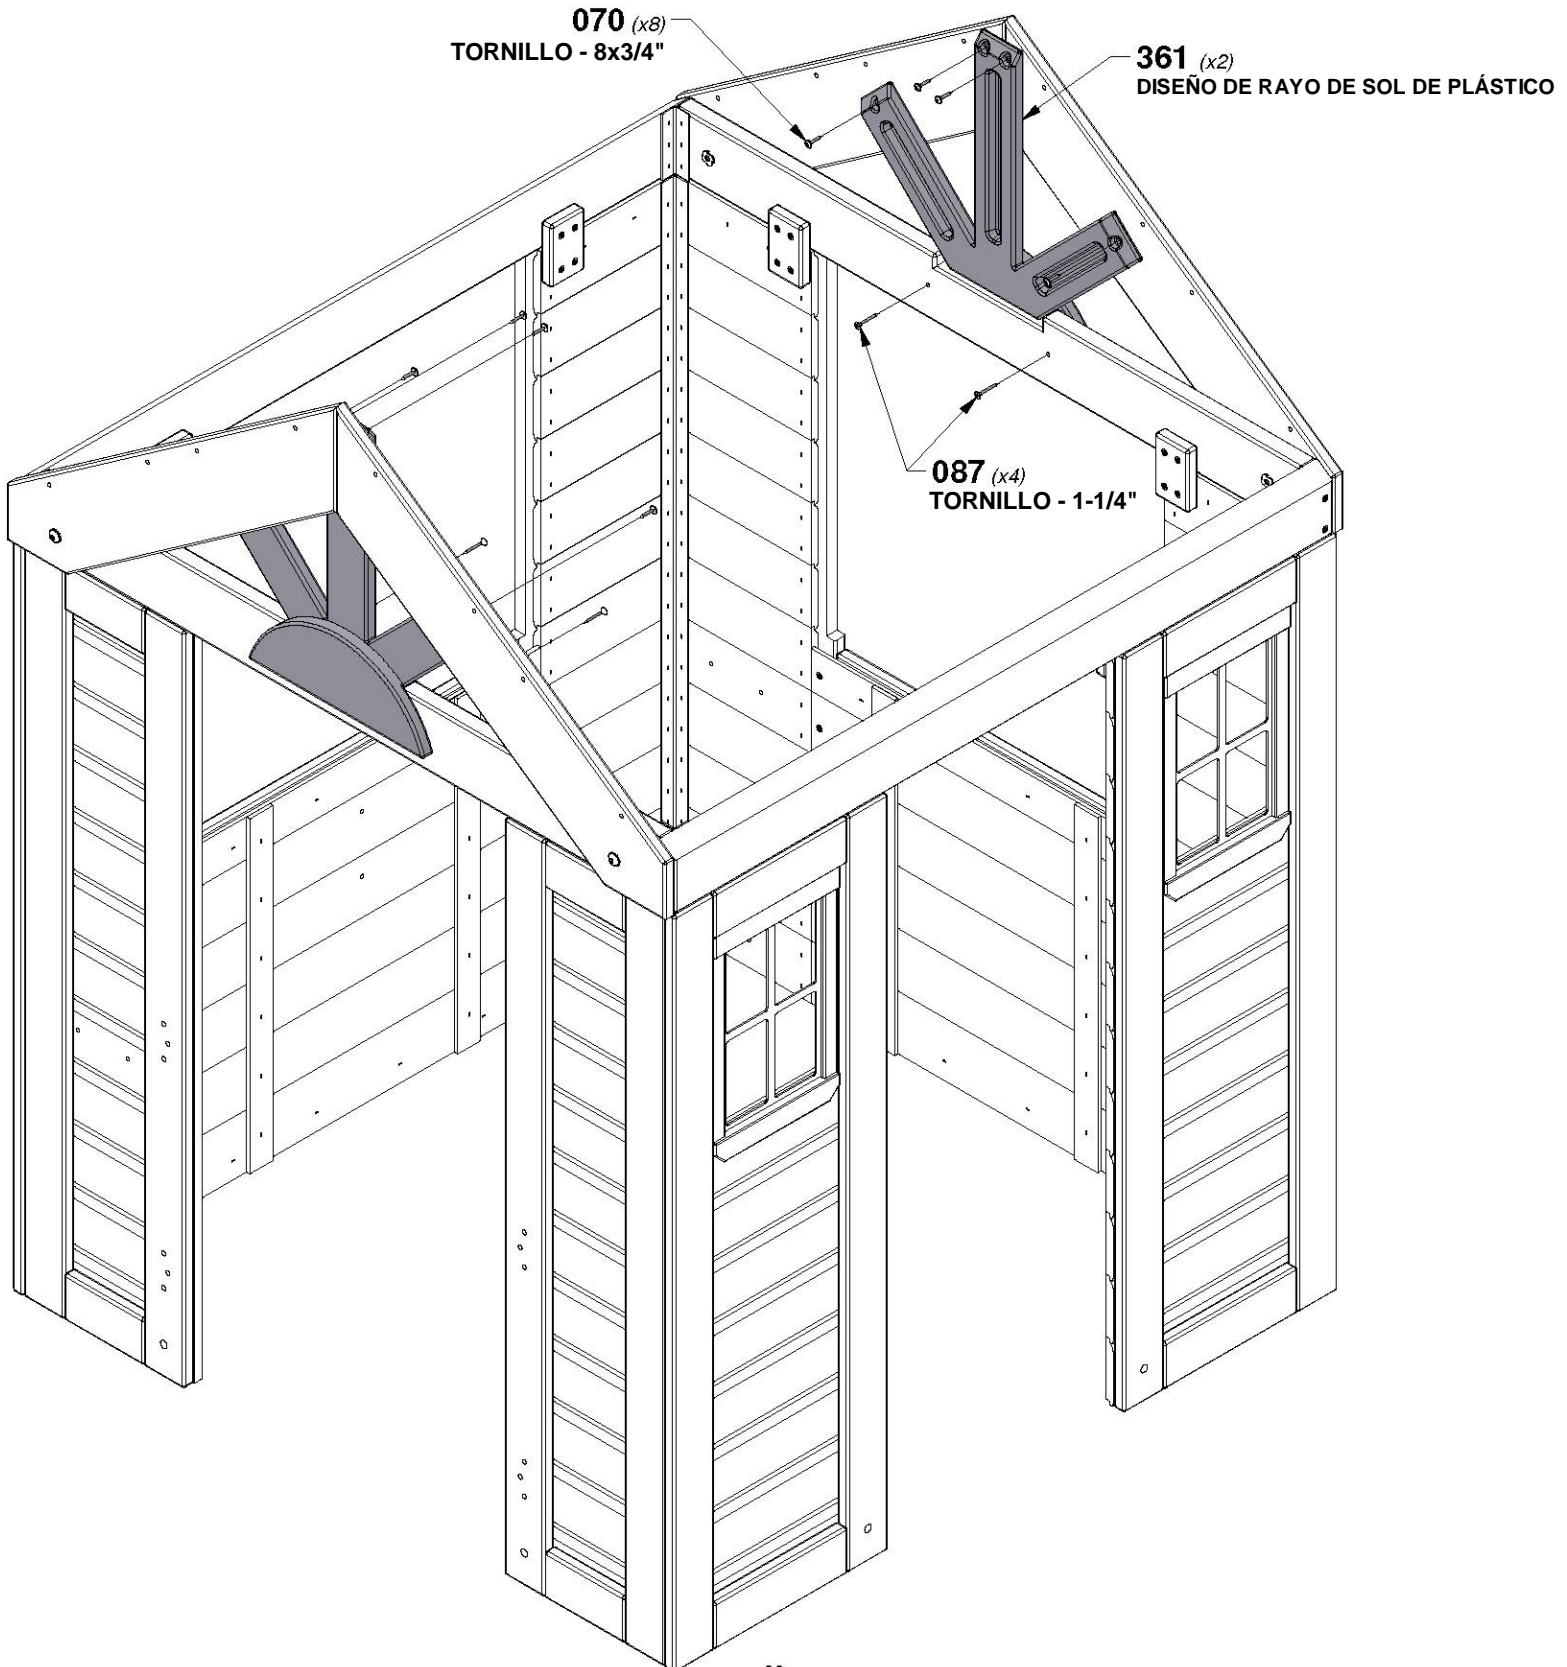 070 (x8)
TORNILLO - 8x3/4"
361 (x2)
DISEÑO DE RAYO DE SOL DE PLÁSTICO
087 (x4)
TORNILLO - 1-1/4"